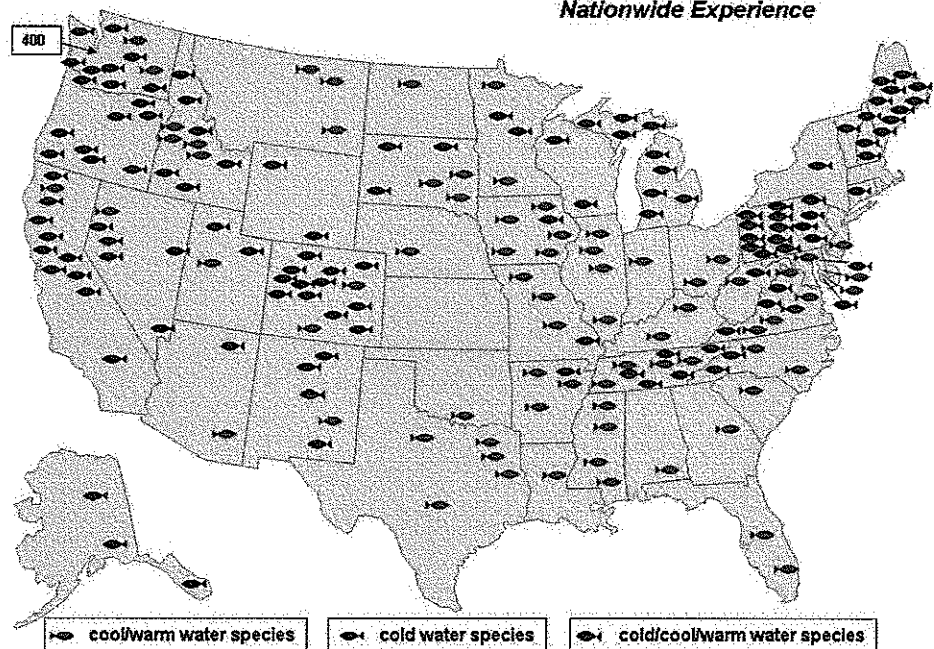 Nationwide Experience
400
cool/warm water species
cold water species
cold/cool/warm water species